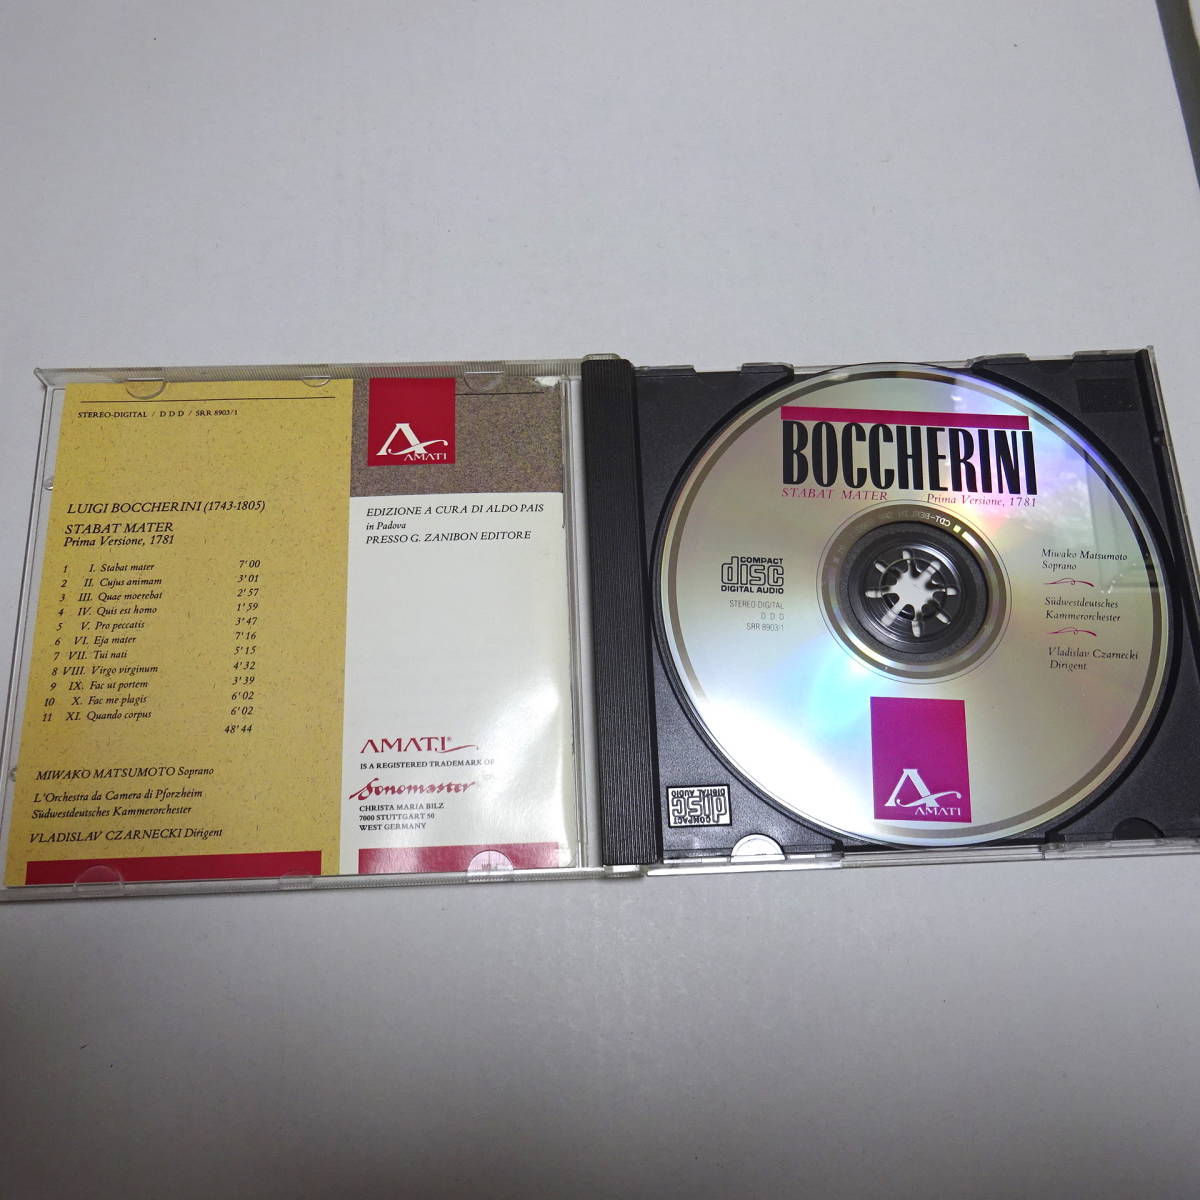 STEREO-DIGITAL / D D D / SRR 8903/1
LUIGI BOCCHERINI (1743-1805)
STABAT MATER
Prima Versione, 1781
1 I. Stabat mater 7'00
2 II. Cujus animam 3'01
3 III. Quae moerebat 2'57
4 IV. Quis est homo 1'59
5 V. Pro peccatis 3'47
6 VI. Eja mater 7'16
7 VII. Tui nati 5'15
8 VIII. Virgo virginum 4'32
9 IX. Fac ut portem 3'39
10 X. Fac me plagis 6'02
11 XI. Quando corpus 6'02
48'44
MIWAKO MATSUMOTO Soprano
L'Orchestra da Camera di Pforzheim
Südwestdeutsches Kammerorchester
VLADISLAV CZARNECKI Dirigent
A
AMATI
EDIZIONE A CURA DI ALDO PAIS
in Padova
PRESSO G. ZANIBON EDITORE
AMATI®
IS A REGISTERED TRADEMARK OF
Sonomaster
CHRISTA MARIA BILZ
7000 STUTTGART 50
WEST GERMANY
BOCCHERINI
STABAT MATER Prima Versione, 1781
COMPACT
disc
DIGITAL AUDIO
STEREO-DIGITAL
D D D
SRR 8903/1
Miwako Matsumoto
Soprano
Südwestdeutsches
Kammerorchester
Vladislav Czarnecki
Dirigent
A
AMATI
COMPACT
disc
DIGITAL AUDIO